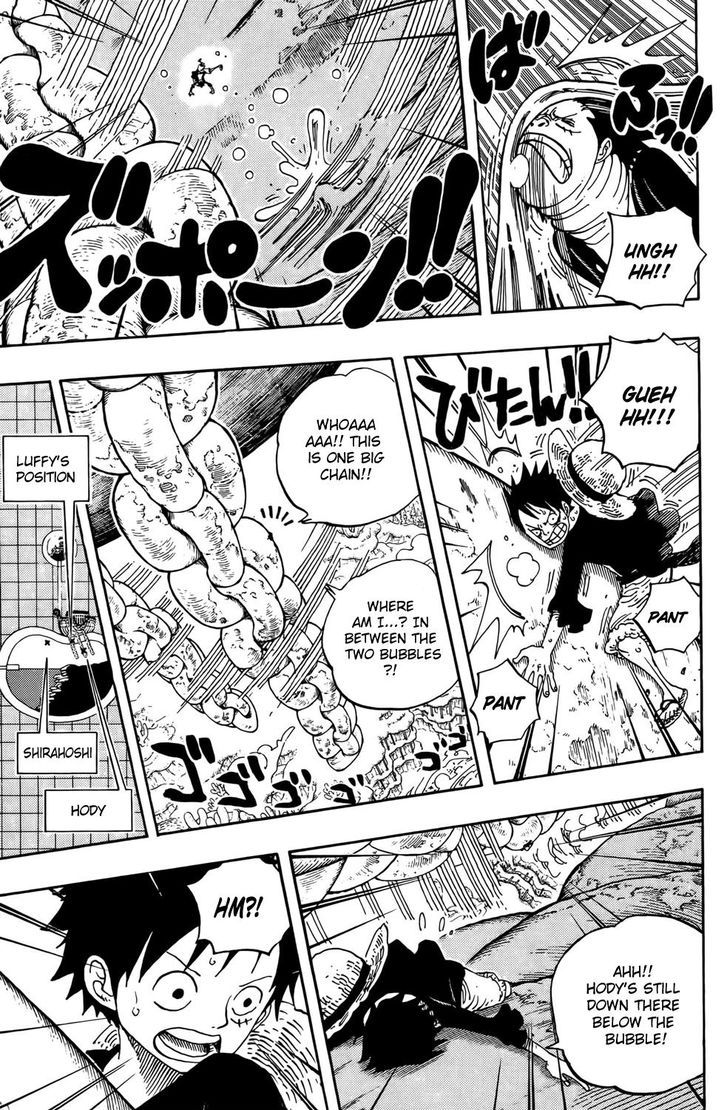 ばふっ!!
UNGH
HH!!
ズッポーン!!
GUEH
HH!!!
びたん!!
PANT
PANT
WHOAAA
AAA!! THIS
IS ONE BIG
CHAIN!!
WHERE
AM I...? IN
BETWEEN THE
TWO BUBBLES
?!
ゴゴゴゴゴ
LUFFY'S
POSITION
SHIRAHOSHI
HODY
AHH!!
HODY'S STILL
DOWN THERE
BELOW THE
BUBBLE!
HM?!